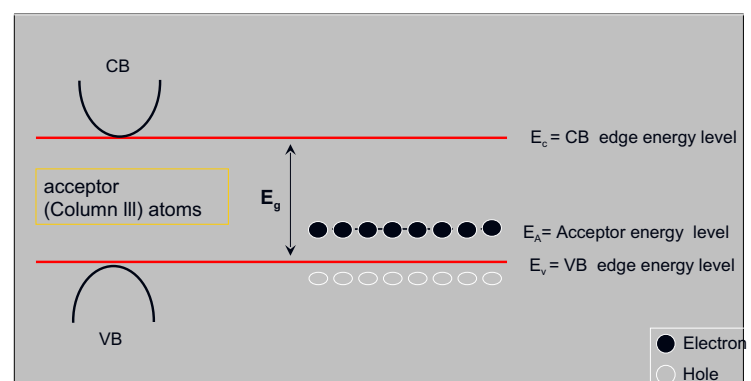 CB
E_c = CB edge energy level
acceptor
(Column III) atoms
E_g
E_A = Acceptor energy level
E_v = VB edge energy level
VB
Electron
Hole